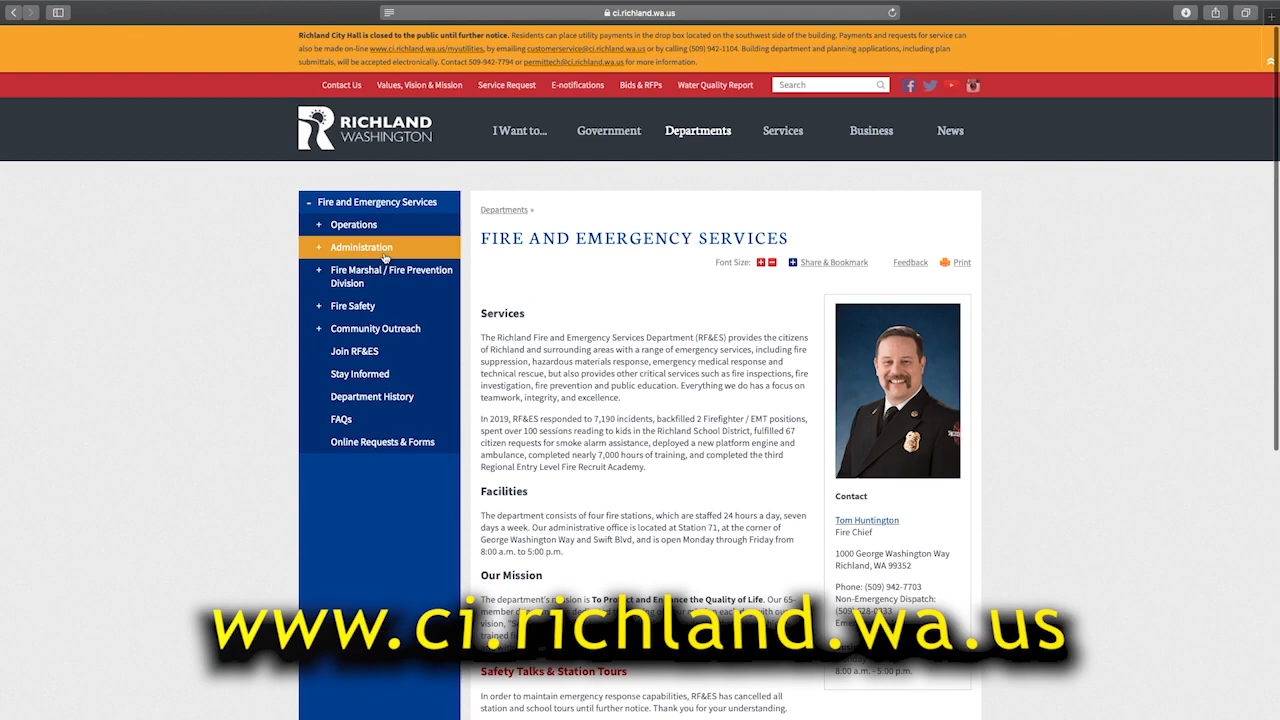 ci.richland.wa.us
Richland City Hall is closed to the public until further notice. Residents can place utility payments in the drop box located on the southwest side of the building. Payments and requests for service can
also be made on-line www.ci.richland.wa.us/myutilities, by emailing customerservice@ci.richland.wa.us or by calling (509) 942-1104. Building department and planning applications, including plan
submittals, will be accepted electronically. Contact 509-942-7794 or permittech@ci.richland.wa.us for more information.
Contact Us Values, Vision & Mission Service Request E-notifications Bids & RFPs Water Quality Report Search
RICHLAND
WASHINGTON
I Want to... Government Departments Services Business News
Fire and Emergency Services
Operations
Administration
Fire Marshal / Fire Prevention
Division
Fire Safety
Community Outreach
Join RF&ES
Stay Informed
Department History
FAQs
Online Requests & Forms
Departments »
FIRE AND EMERGENCY SERVICES
Font Size: Share & Bookmark Feedback Print
Services
The Richland Fire and Emergency Services Department (RF&ES) provides the citizens
of Richland and surrounding areas with a range of emergency services, including fire
suppression, hazardous materials response, emergency medical response and
technical rescue, but also provides other critical services such as fire inspections, fire
investigation, fire prevention and public education. Everything we do has a focus on
teamwork, integrity, and excellence.
In 2019, RF&ES responded to 7,190 incidents, backfilled 2 Firefighter / EMT positions,
spent over 100 sessions reading to kids in the Richland School District, fulfilled 67
citizen requests for smoke alarm assistance, deployed a new platform engine and
ambulance, completed nearly 7,000 hours of training, and completed the third
Regional Entry Level Fire Recruit Academy.
Facilities
The department consists of four fire stations, which are staffed 24 hours a day, seven
days a week. Our administrative office is located at Station 71, at the corner of
George Washington Way and Swift Blvd, and is open Monday through Friday from
8:00 a.m. to 5:00 p.m.
Our Mission
The department's mission is To Protect and Enhance the Quality of Life. Our 65-
vision,
trained
Safety Talks & Station Tours
In order to maintain emergency response capabilities, RF&ES has cancelled all
station and school tours until further notice. Thank you for your understanding.
Contact
Tom Huntington
Fire Chief
1000 George Washington Way
Richland, WA 99352
Phone: (509) 942-7703
Non-Emergency Dispatch:
8:00 a.m. - 5:00 p.m.
www.ci.richland.wa.us